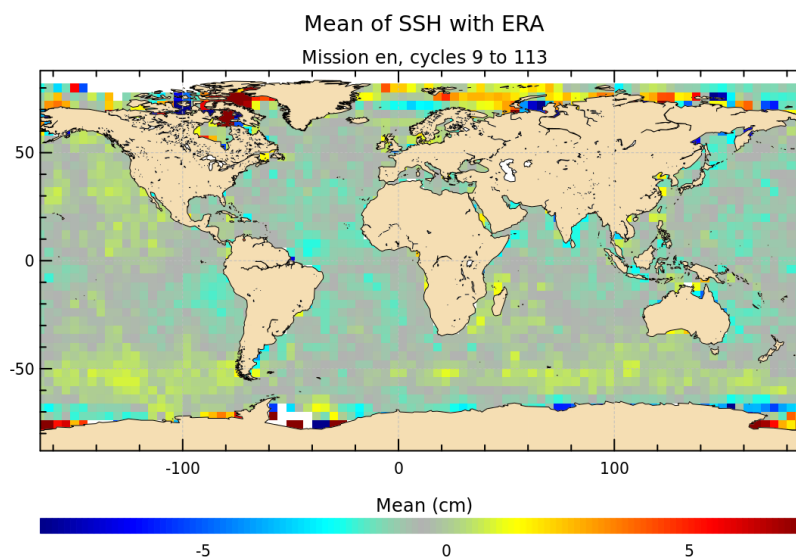 Mean of SSH with ERA
Mission en, cycles 9 to 113
50
0
-50
-100 0 100
Mean (cm)
-5 0 5